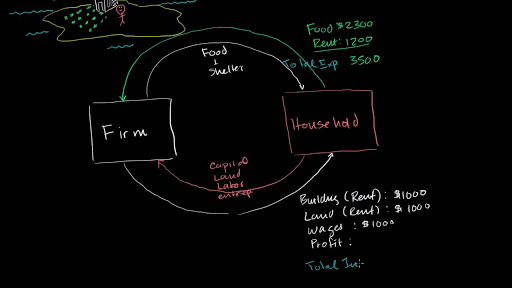 Food $2300
Rent: 1200
Total Exp 3500
Food
&
Shelter
Firm
Household
Capital
Land
Labor
entrep
Building (Rent): $1000
Land (Rent): $1000
Wages: $1000
Profit:
Total In